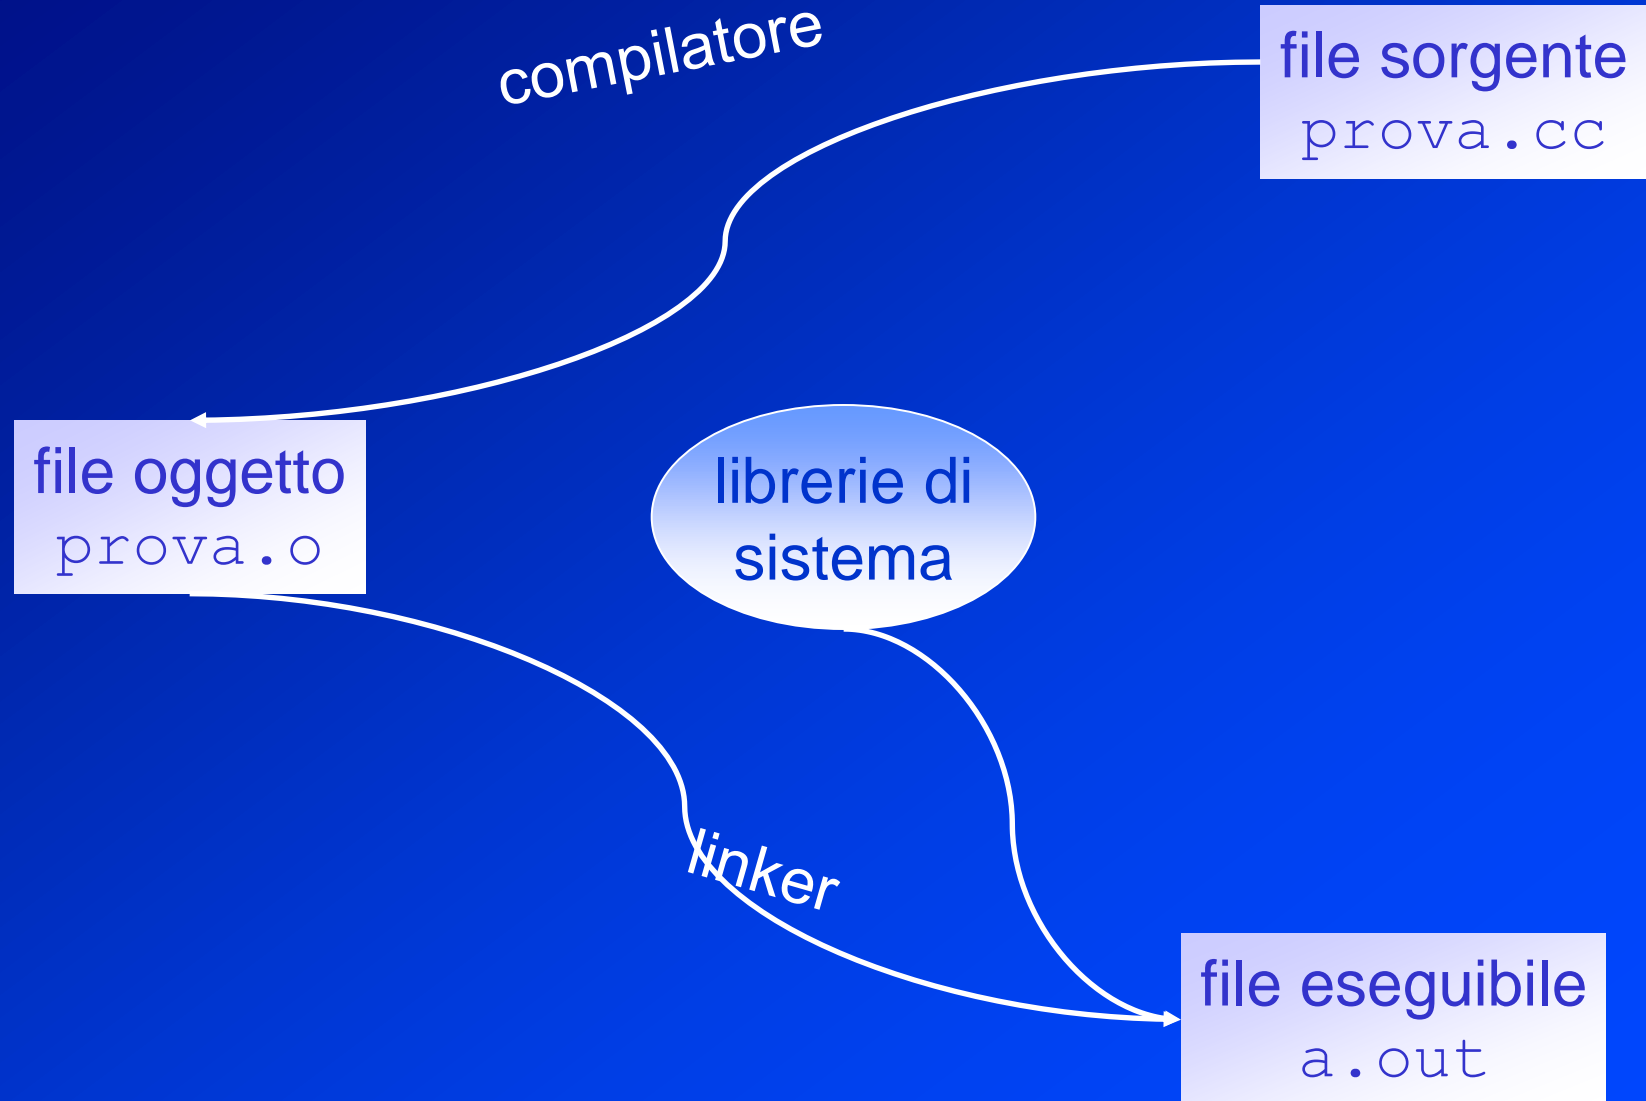 compilatore
file sorgente
prova.cc
file oggetto
prova.o
librerie di
sistema
linker
file eseguibile
a.out